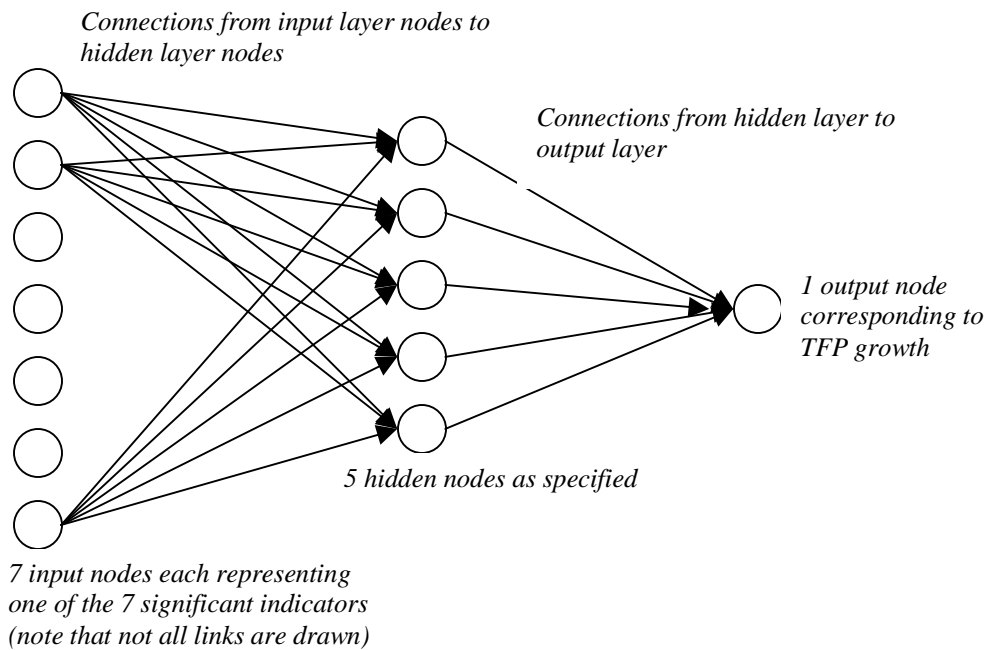 Connections from input layer nodes to
hidden layer nodes
Connections from hidden layer to
output layer
1 output node
corresponding to
TFP growth
5 hidden nodes as specified
7 input nodes each representing
one of the 7 significant indicators
(note that not all links are drawn)